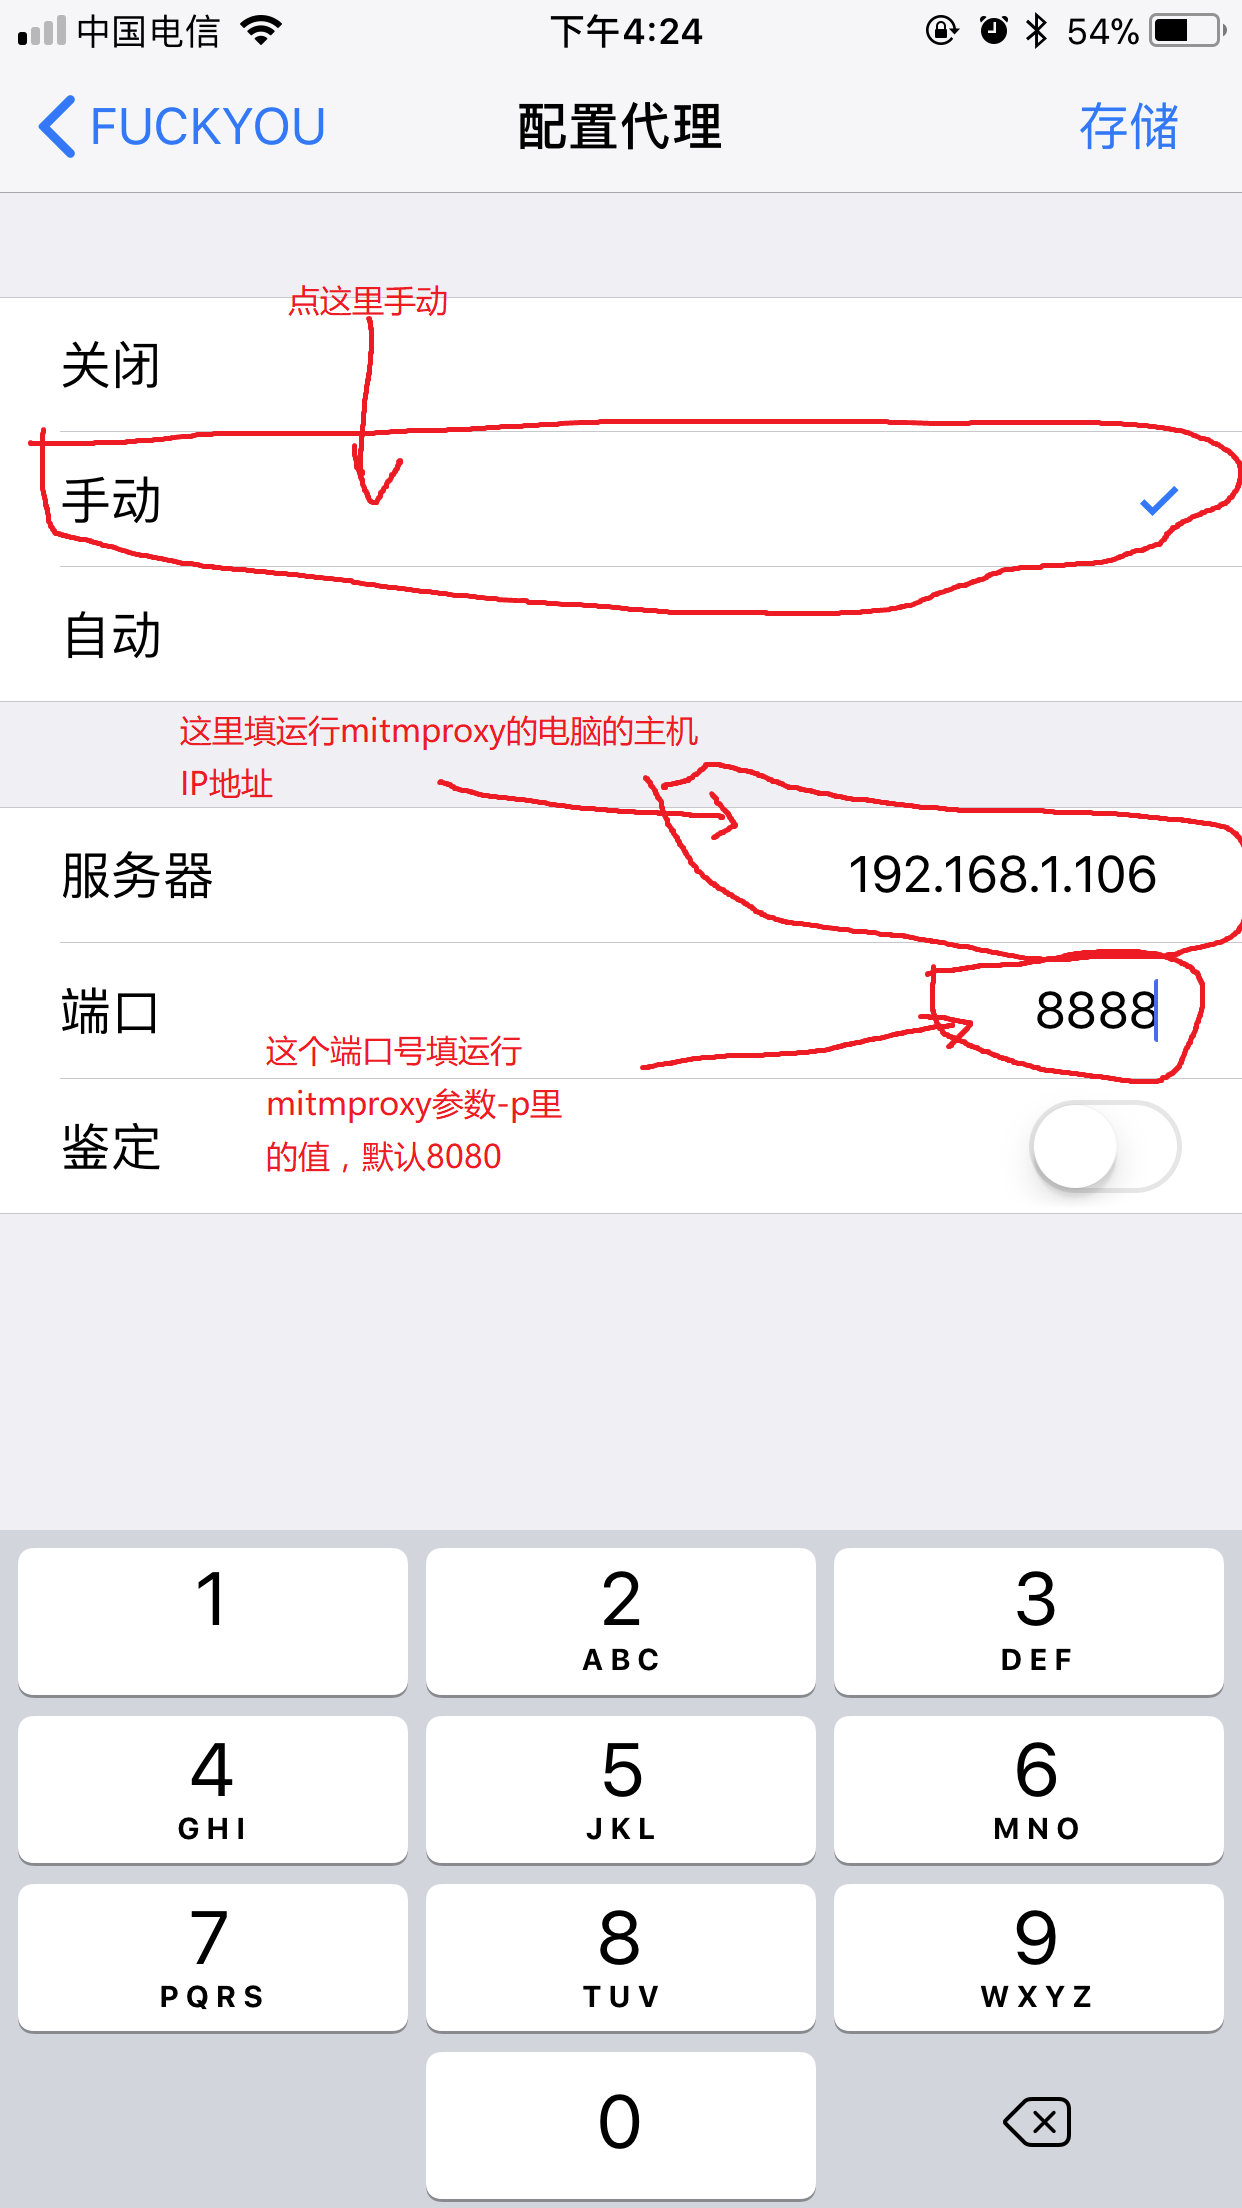 中国电信 下午4:24 54%
FUCKYOU 配置代理 存储
点这里手动
关闭
手动
自动
这里填运行mitmproxy的电脑的主机
IP地址
服务器 192.168.1.106
端口 8888
这个端口号填运行
mitmproxy参数-p里
的值，默认8080
鉴定
1 2 3
ABC DEF
4 5 6
GHI JKL MNO
7 8 9
PQRS TUV WXYZ
0